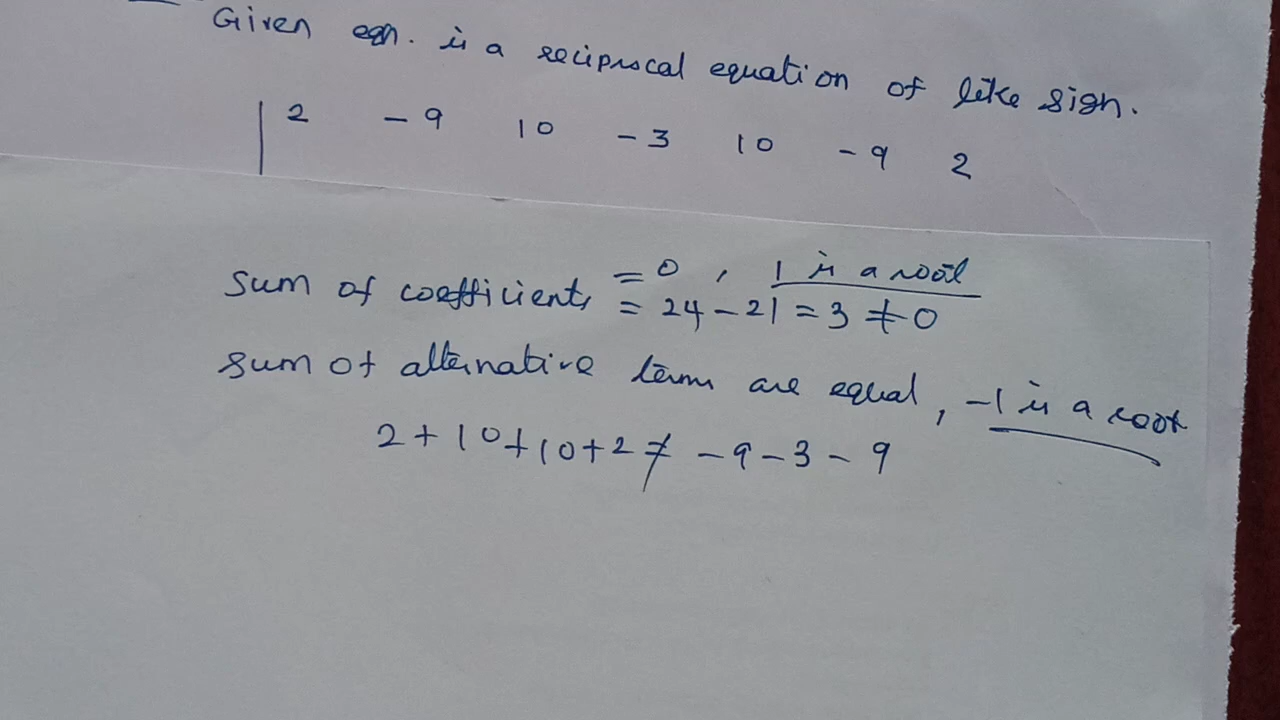 Given eqn. is a reciprocal equation of like sign.
| 2 -9 10 -3 10 -9 2
sum of coefficients = 0 , 1 is a root
= 24 - 21 = 3 ≠ 0
sum of alternative term are equal, -1 is a root
2 + 10 + 10 + 2 ≠ -9 - 3 - 9